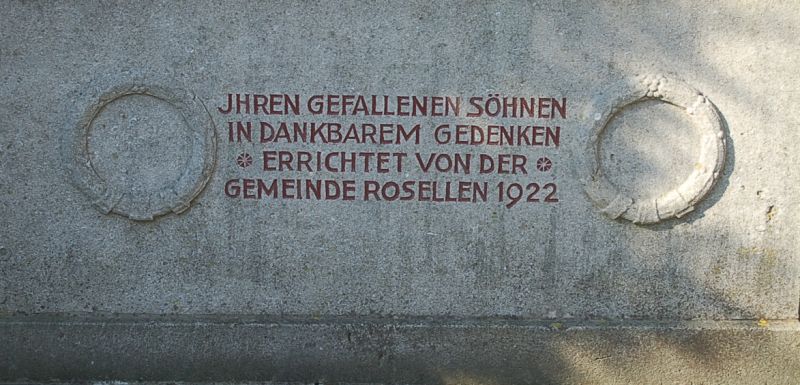 JHREN GEFALLENEN SÖHNEN
IN DANKBAREM GEDENKEN
ERRICHTET VON DER
GEMEINDE ROSELLEN 1922